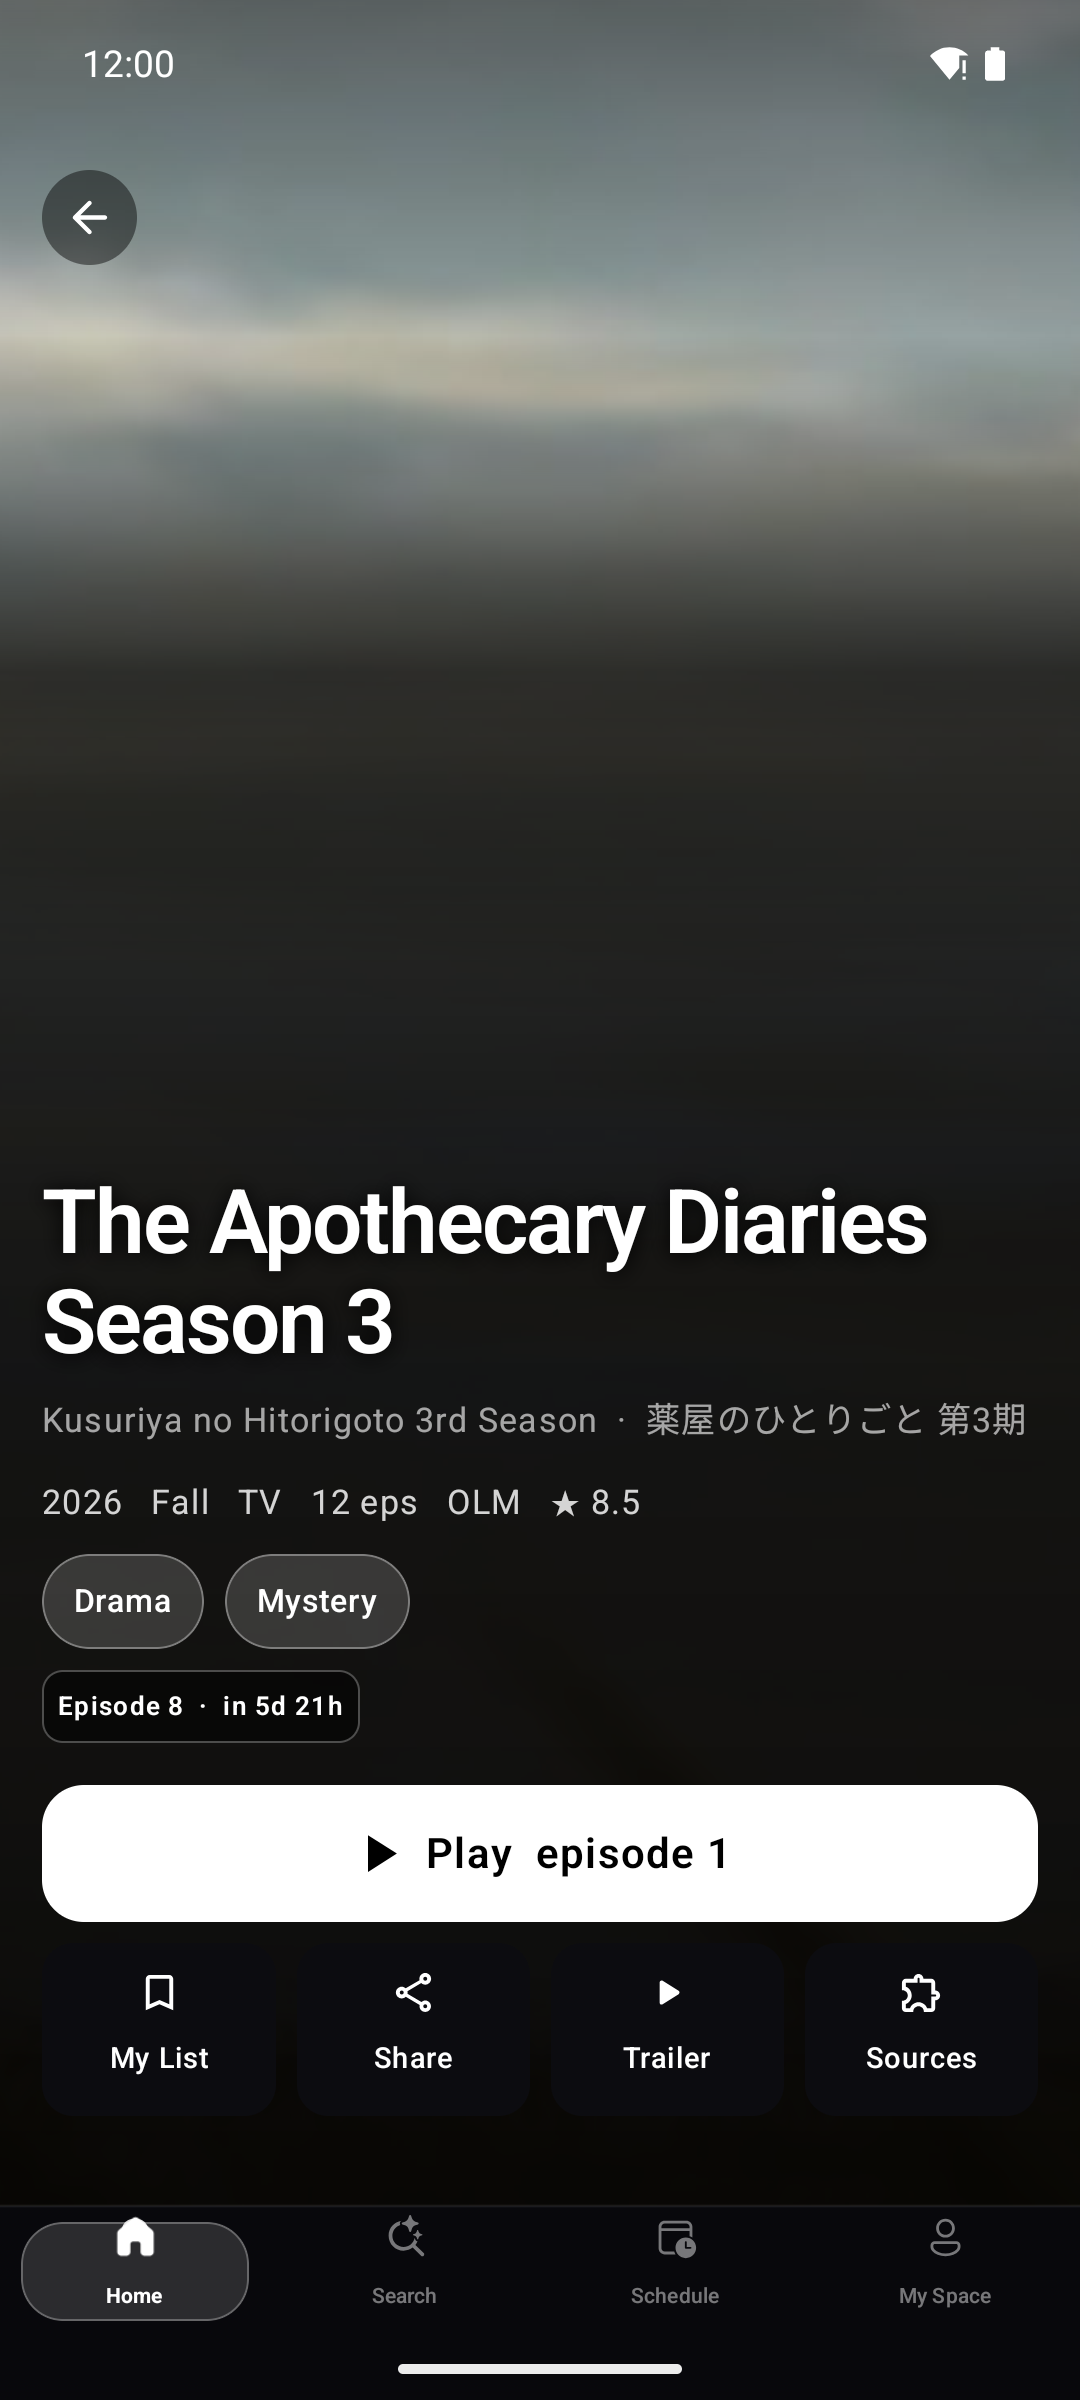 12:00
The Apothecary Diaries
Season 3
Kusuriya no Hitorigoto 3rd Season · 薬屋のひとりごと 第3期
2026 Fall TV 12 eps OLM ★ 8.5
Drama Mystery
Episode 8 · in 5d 21h
Play episode 1
My List Share Trailer Sources
Home Search Schedule My Space